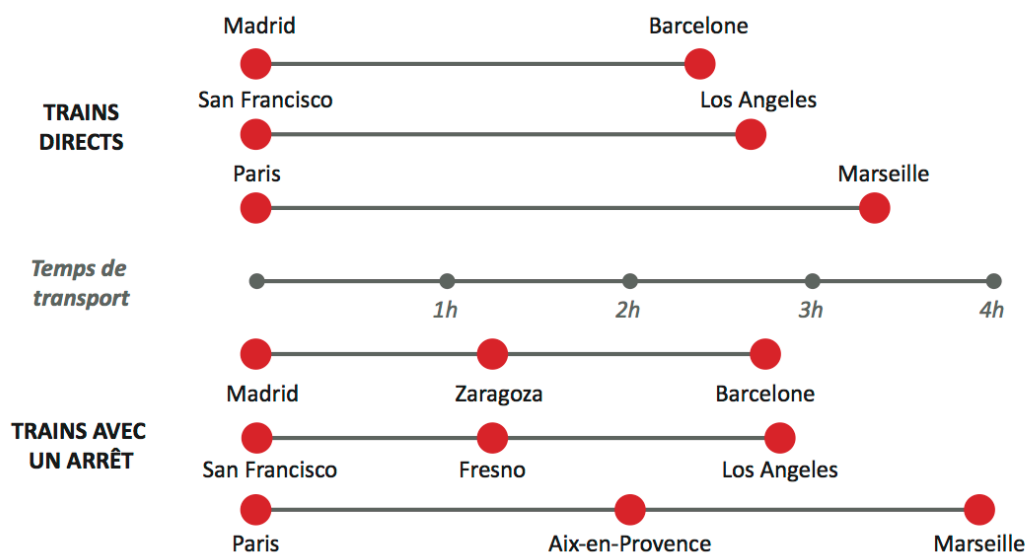 Madrid Barcelone
San Francisco Los Angeles
TRAINS
DIRECTS
Paris Marseille
Temps de
transport
1h 2h 3h 4h
Madrid Zaragoza Barcelone
TRAINS AVEC
UN ARRÊT
San Francisco Fresno Los Angeles
Paris Aix-en-Provence Marseille